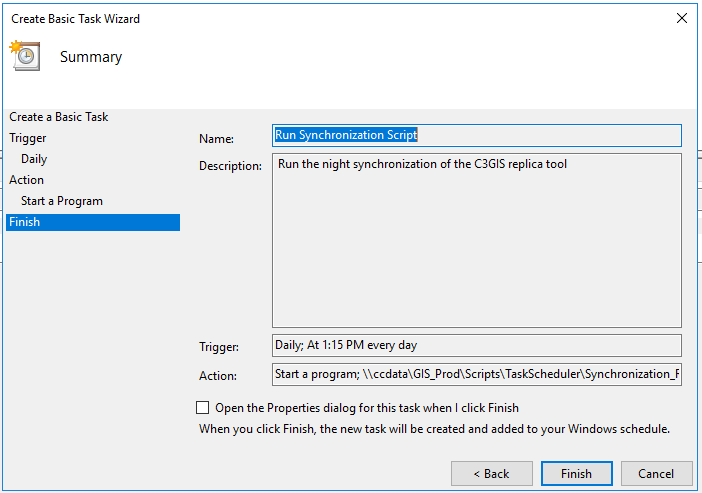 Create Basic Task Wizard
Summary
Create a Basic Task
Trigger
Daily
Action
Start a Program
Finish
Name: Run Synchronization Script
Description: Run the night synchronization of the C3GIS replica tool
Trigger: Daily; At 1:15 PM every day
Action: Start a program; \\ccdata\GIS_Prod\Scripts\TaskScheduler\Synchronization_
Open the Properties dialog for this task when I click Finish
When you click Finish, the new task will be created and added to your Windows schedule.
< Back Finish Cancel